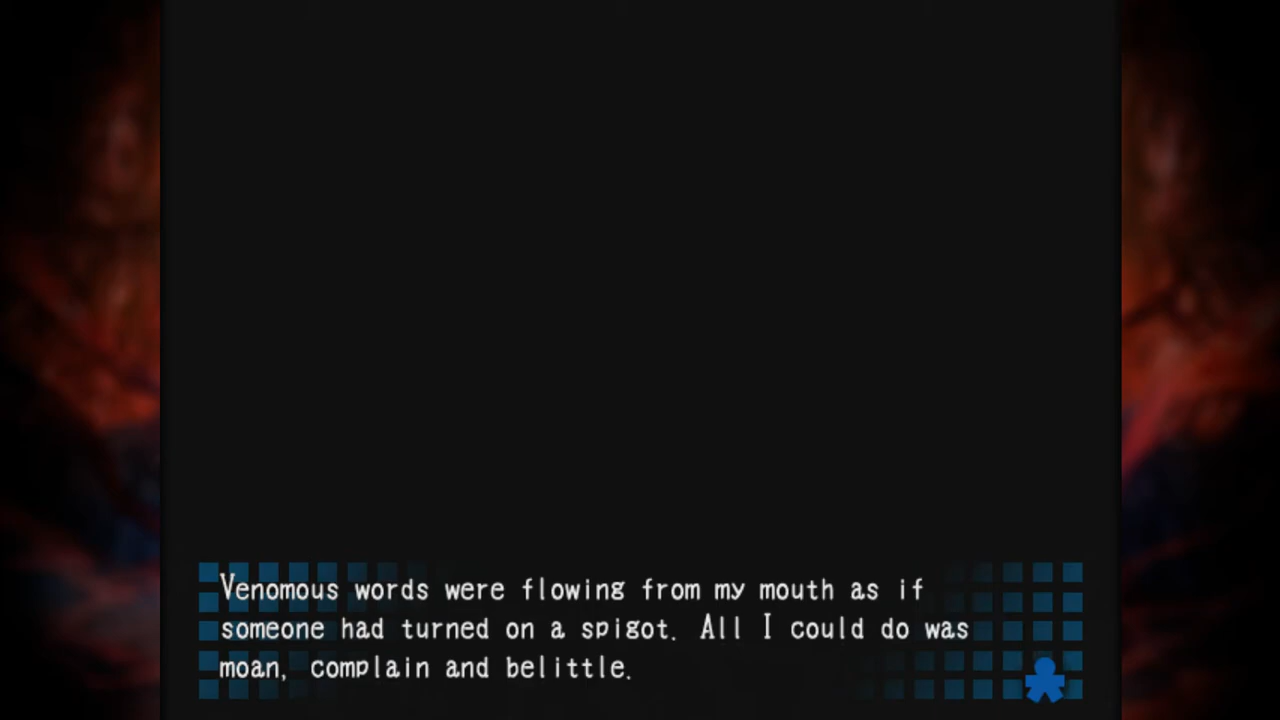 Venomous words were flowing from my mouth as if
someone had turned on a spigot. All I could do was
moan, complain and belittle.